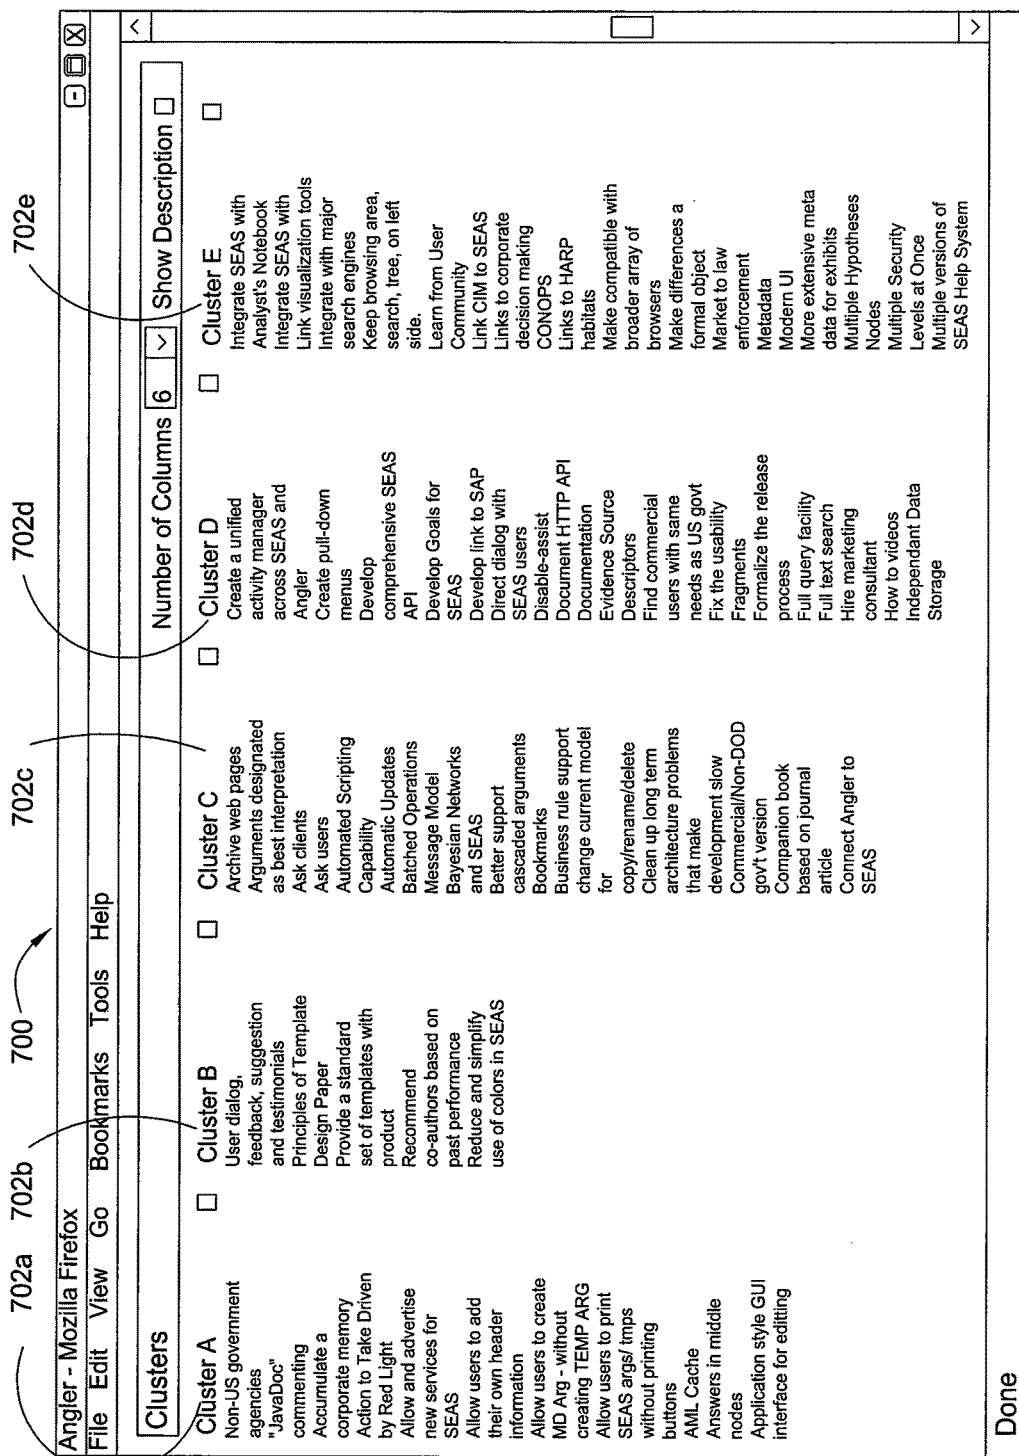 702a
702b
700
702c
702d
702e
Angler - Mozilla Firefox
File Edit View Go Bookmarks Tools Help
Clusters
Number of Columns 6
Show Description
Cluster A
Non-US government
agencies
"JavaDoc"
commenting
Accumulate a
corporate memory
Action to Take Driven
by Red Light
Allow and advertise
new services for
SEAS
Allow users to add
their own header
information
Allow users to create
MD Arg - without
creating TEMP ARG
Allow users to print
SEAS args/ tmps
without printing
buttons
AML Cache
Answers in middle
nodes
Application style GUI
interface for editting
Cluster B
User dialog,
feedback, suggestion
and testimonials
Principles of Template
Design Paper
Provide a standard
set of templates with
product
Recommend
co-authors based on
past performance
Reduce and simplify
use of colors in SEAS
Cluster C
Archive web pages
Arguments designated
as best interpretation
Ask clients
Ask users
Automated Scripting
Capability
Automatic Updates
Batched Operations
Message Model
Bayesian Networks
and SEAS
Better support
cascaded arguments
Bookmarks
Business rule support
change current model
for
copy/rename/delete
Clean up long term
architecture problems
that make
development slow
Commercial/Non-DOD
gov't version
Companion book
based on journal
article
Connect Angler to
SEAS
Cluster D
Create a unified
activity manager
across SEAS and
Angler
Create pull-down
menus
Develop
comprehensive SEAS
API
Develop Goals for
SEAS
Develop link to SAP
Direct dialog with
SEAS users
Disable-assist
Document HTTP API
Documentation
Evidence Source
Descriptors
Find commercial
users with same
needs as US govt
Fix the usability
Fragments
Formalize the release
process
Full query facility
Full text search
Hire marketing
consultant
How to videos
Independant Data
Storage
Cluster E
Integrate SEAS with
Analyst's Notebook
Integrate SEAS with
Link visualization tools
Integrate with major
search engines
Keep browsing area,
search, tree, on left
side.
Learn from User
Community
Link CIM to SEAS
Links to corporate
decision making
CONOPS
Links to HARP
habitats
Make compatible with
broader array of
browsers
Make differences a
formal object
Market to law
enforcement
Metadata
Modern UI
More extensive meta
data for exhibits
Multiple Hypotheses
Nodes
Multiple Security
Levels at Once
Multiple versions of
SEAS Help System
Done